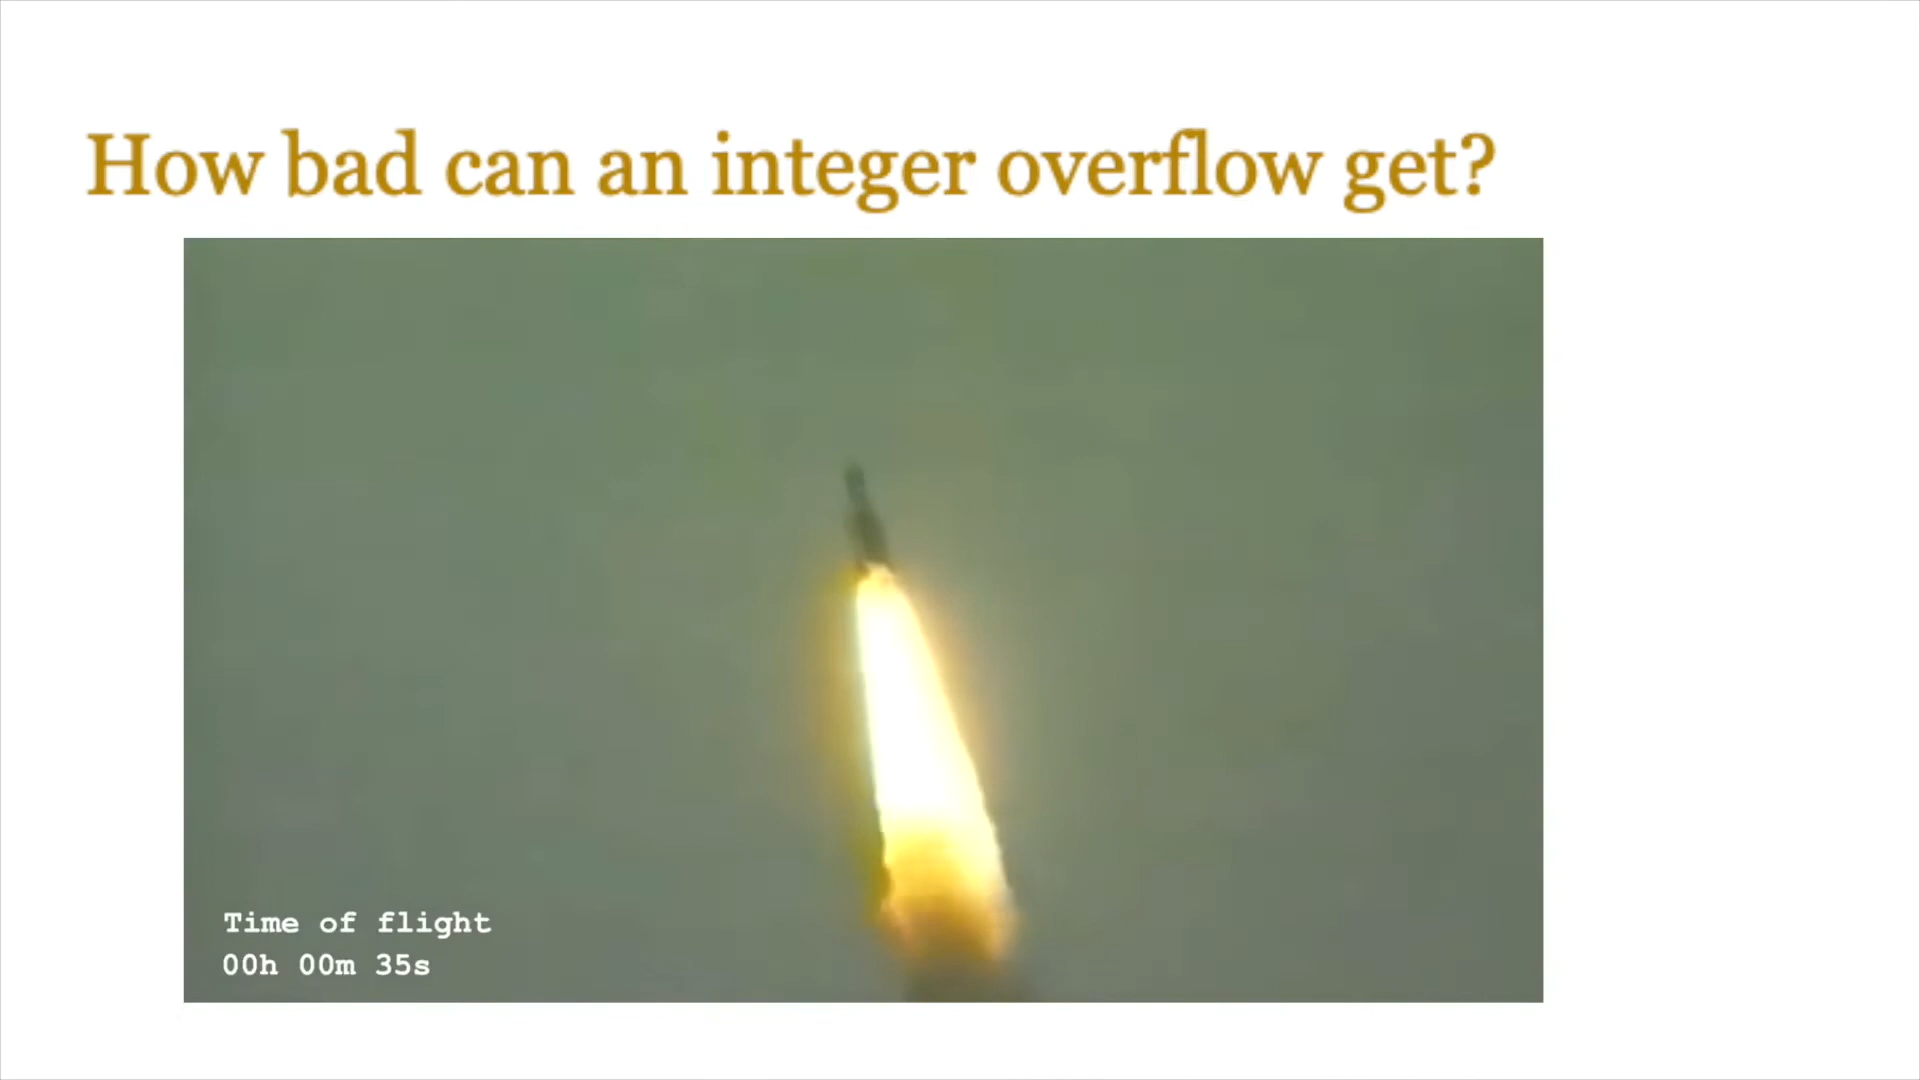 How bad can an integer overflow get?
Time of flight
00h 00m 35s